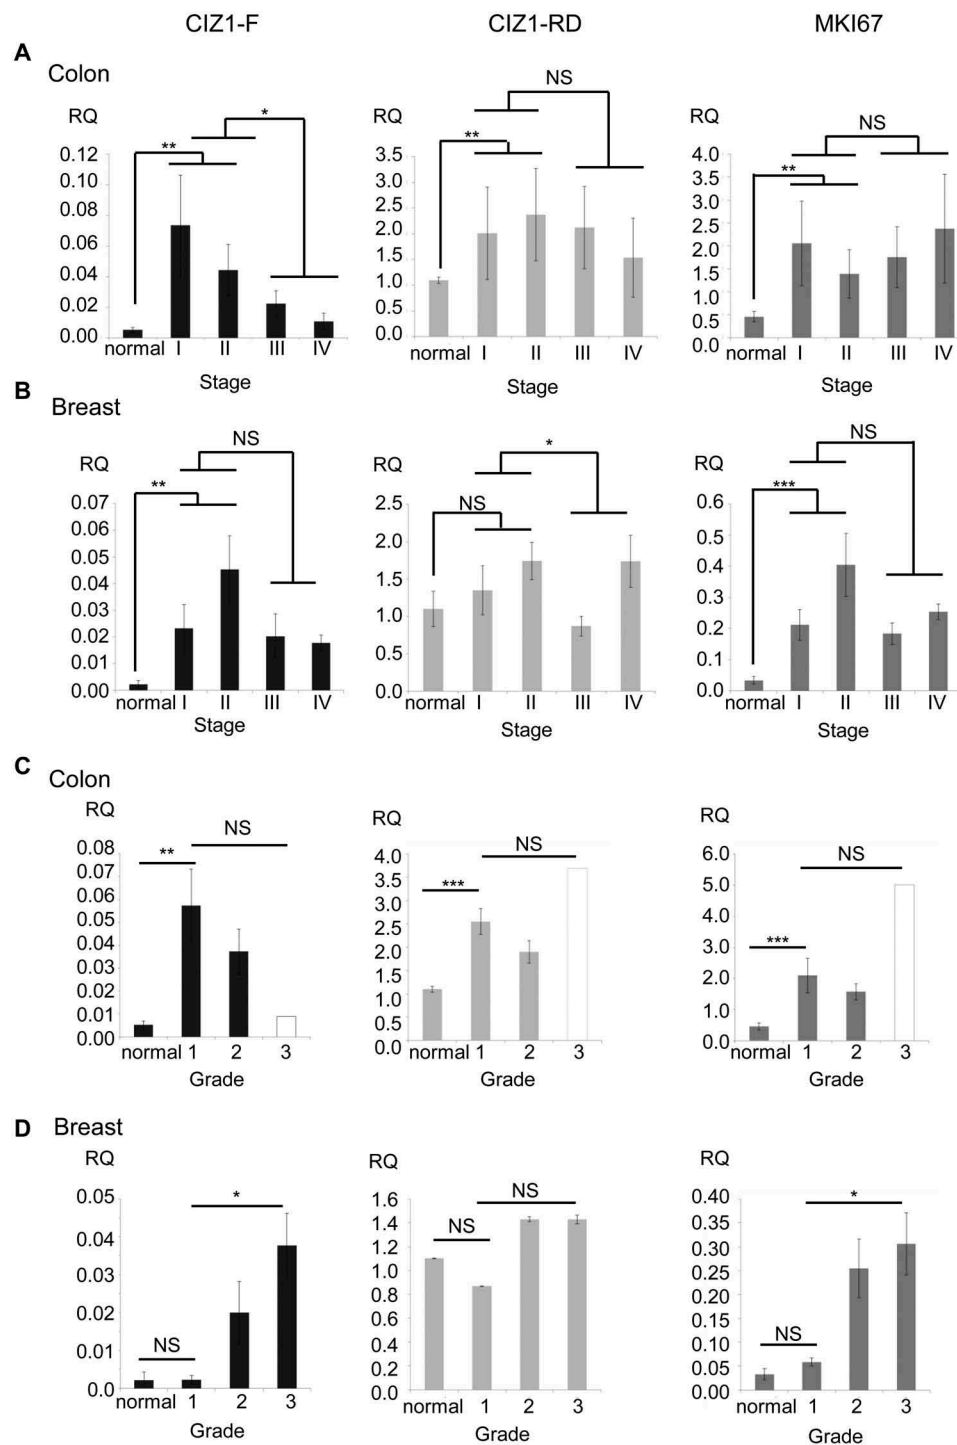 CIZ1-F CIZ1-RD MKI67
A
Colon
RQ
0.12
0.10
0.08
0.06
0.04
0.02
0.00
**
*
normal I II III IV
Stage
RQ
3.5
3.0
2.5
2.0
1.5
1.0
0.5
0.0
**
NS
normal I II III IV
Stage
RQ
4.0
3.5
3.0
2.5
2.0
1.5
1.0
0.5
0.0
**
NS
normal I II III IV
Stage
B
Breast
RQ
0.07
0.06
0.05
0.04
0.03
0.02
0.01
0.00
**
NS
normal I II III IV
Stage
RQ
2.5
2.0
1.5
1.0
0.5
0.0
NS
*
normal I II III IV
Stage
RQ
0.6
0.5
0.4
0.3
0.2
0.1
0.0
***
NS
normal I II III IV
Stage
C
Colon
RQ
0.08
0.07
0.06
0.05
0.04
0.03
0.01
0.00
**
NS
normal 1 2 3
Grade
RQ
4.0
3.5
3.0
2.5
2.0
1.5
1.0
0.5
0.0
***
NS
normal 1 2 3
Grade
RQ
6.0
5.0
4.0
3.0
2.0
1.0
0.0
***
NS
normal 1 2 3
Grade
D
Breast
RQ
0.05
0.04
0.03
0.02
0.01
0.0
NS
*
normal 1 2 3
Grade
RQ
1.6
1.4
1.2
1.0
0.8
0.6
0.4
0.2
0.0
NS
NS
normal 1 2 3
Grade
RQ
0.40
0.35
0.30
0.25
0.20
0.15
0.10
0.05
0.00
NS
*
normal 1 2 3
Grade